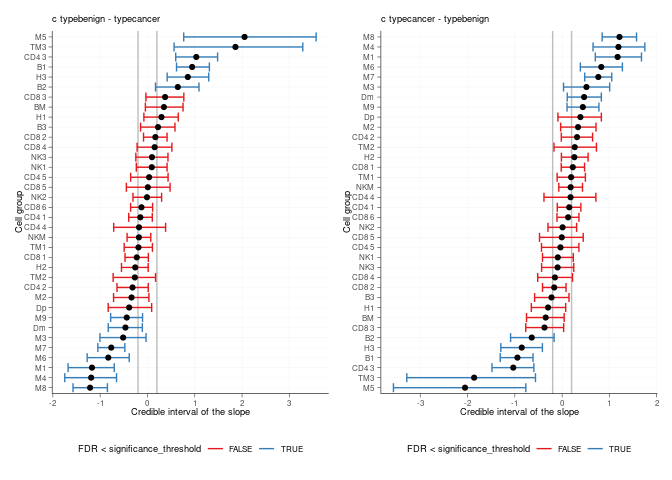 c typebenign - typecancer
M5
TM3
CD4 3
B1
H3
B2
CD8 3
BM
H1
B3
CD8 2
CD8 4
NK3
NK1
CD4 5
CD8 5
NK2
CD8 6
CD4 1
CD4 4
NKM
TM1
CD8 1
H2
TM2
CD4 2
M2
Dp
M9
Dm
M3
M7
M6
M1
M4
M8
Cell group
-2 -1 0 1 2 3
Credible interval of the slope
FDR < significance_threshold FALSE TRUE
c typecancer - typebenign
M8
M4
M1
M6
M7
M3
Dm
M9
Dp
M2
CD4 2
TM2
H2
CD8 1
TM1
NKM
CD4 4
CD4 1
CD8 6
NK2
CD8 5
CD4 5
NK1
NK3
CD8 4
CD8 2
B3
H1
BM
CD8 3
B2
H3
B1
CD4 3
TM3
M5
Cell group
-3 -2 -1 0 1 2
Credible interval of the slope
FDR < significance_threshold FALSE TRUE